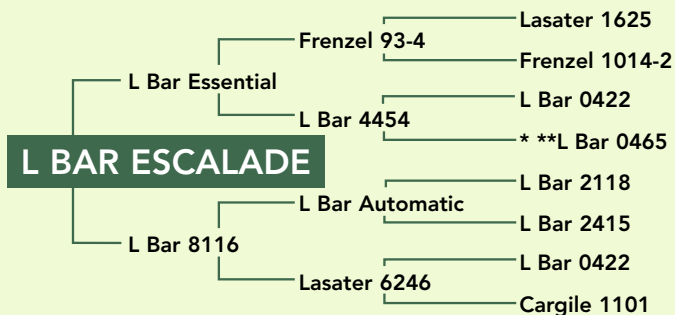 Lasater 1625
Frenzel 93-4
Frenzel 1014-2
L Bar Essential
L Bar 0422
L Bar 4454
* **L Bar 0465
L BAR ESCALADE
L Bar 2118
L Bar Automatic
L Bar 2415
L Bar 8116
L Bar 0422
Lasater 6246
Cargile 1101